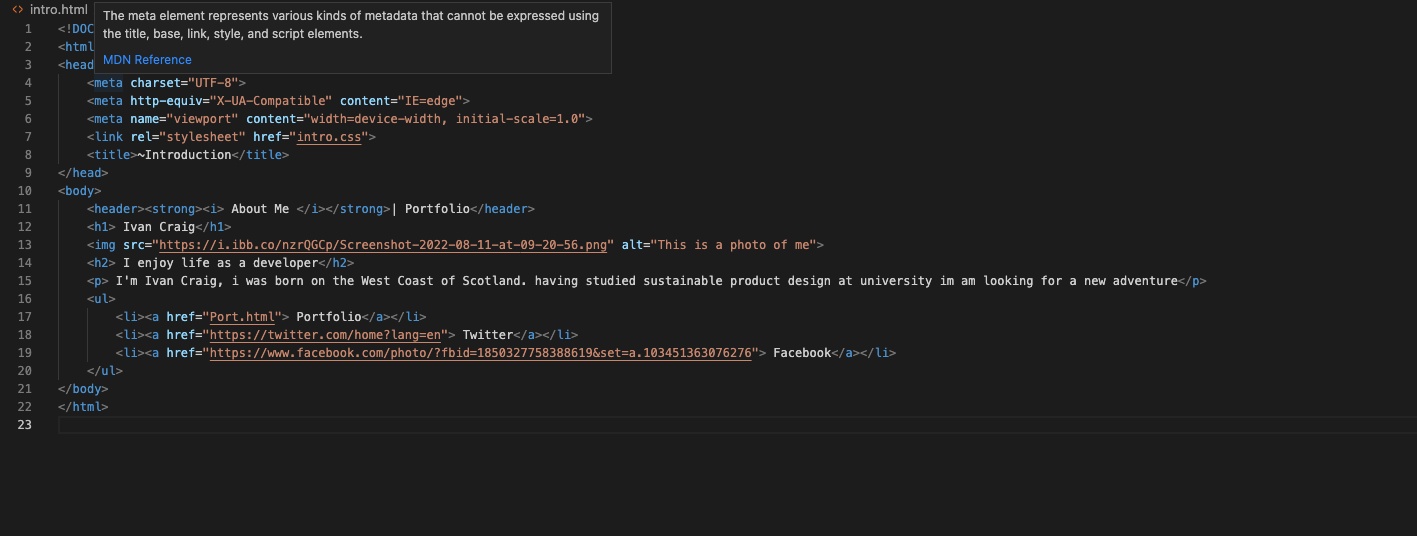 <> intro.html
The meta element represents various kinds of metadata that cannot be expressed using
the title, base, link, style, and script elements.
MDN Reference
1 <!DOC
2 <html
3 <head
4 <meta charset="UTF-8">
5 <meta http-equiv="X-UA-Compatible" content="IE=edge">
6 <meta name="viewport" content="width=device-width, initial-scale=1.0">
7 <link rel="stylesheet" href="intro.css">
8 <title>~Introduction</title>
9 </head>
10 <body>
11 <header><strong><i> About Me </i></strong>| Portfolio</header>
12 <h1> Ivan Craig</h1>
13 <img src="https://i.ibb.co/nzrQGCp/Screenshot-2022-08-11-at-09-20-56.png" alt="This is a photo of me">
14 <h2> I enjoy life as a developer</h2>
15 <p> I'm Ivan Craig, i was born on the West Coast of Scotland. having studied sustainable product design at university im am looking for a new adventure</p>
16 <ul>
17 <li><a href="Port.html"> Portfolio</a></li>
18 <li><a href="https://twitter.com/home?lang=en"> Twitter</a></li>
19 <li><a href="https://www.facebook.com/photo/?fbid=1850327758388619&set=a.103451363076276"> Facebook</a></li>
20 </ul>
21 </body>
22 </html>
23